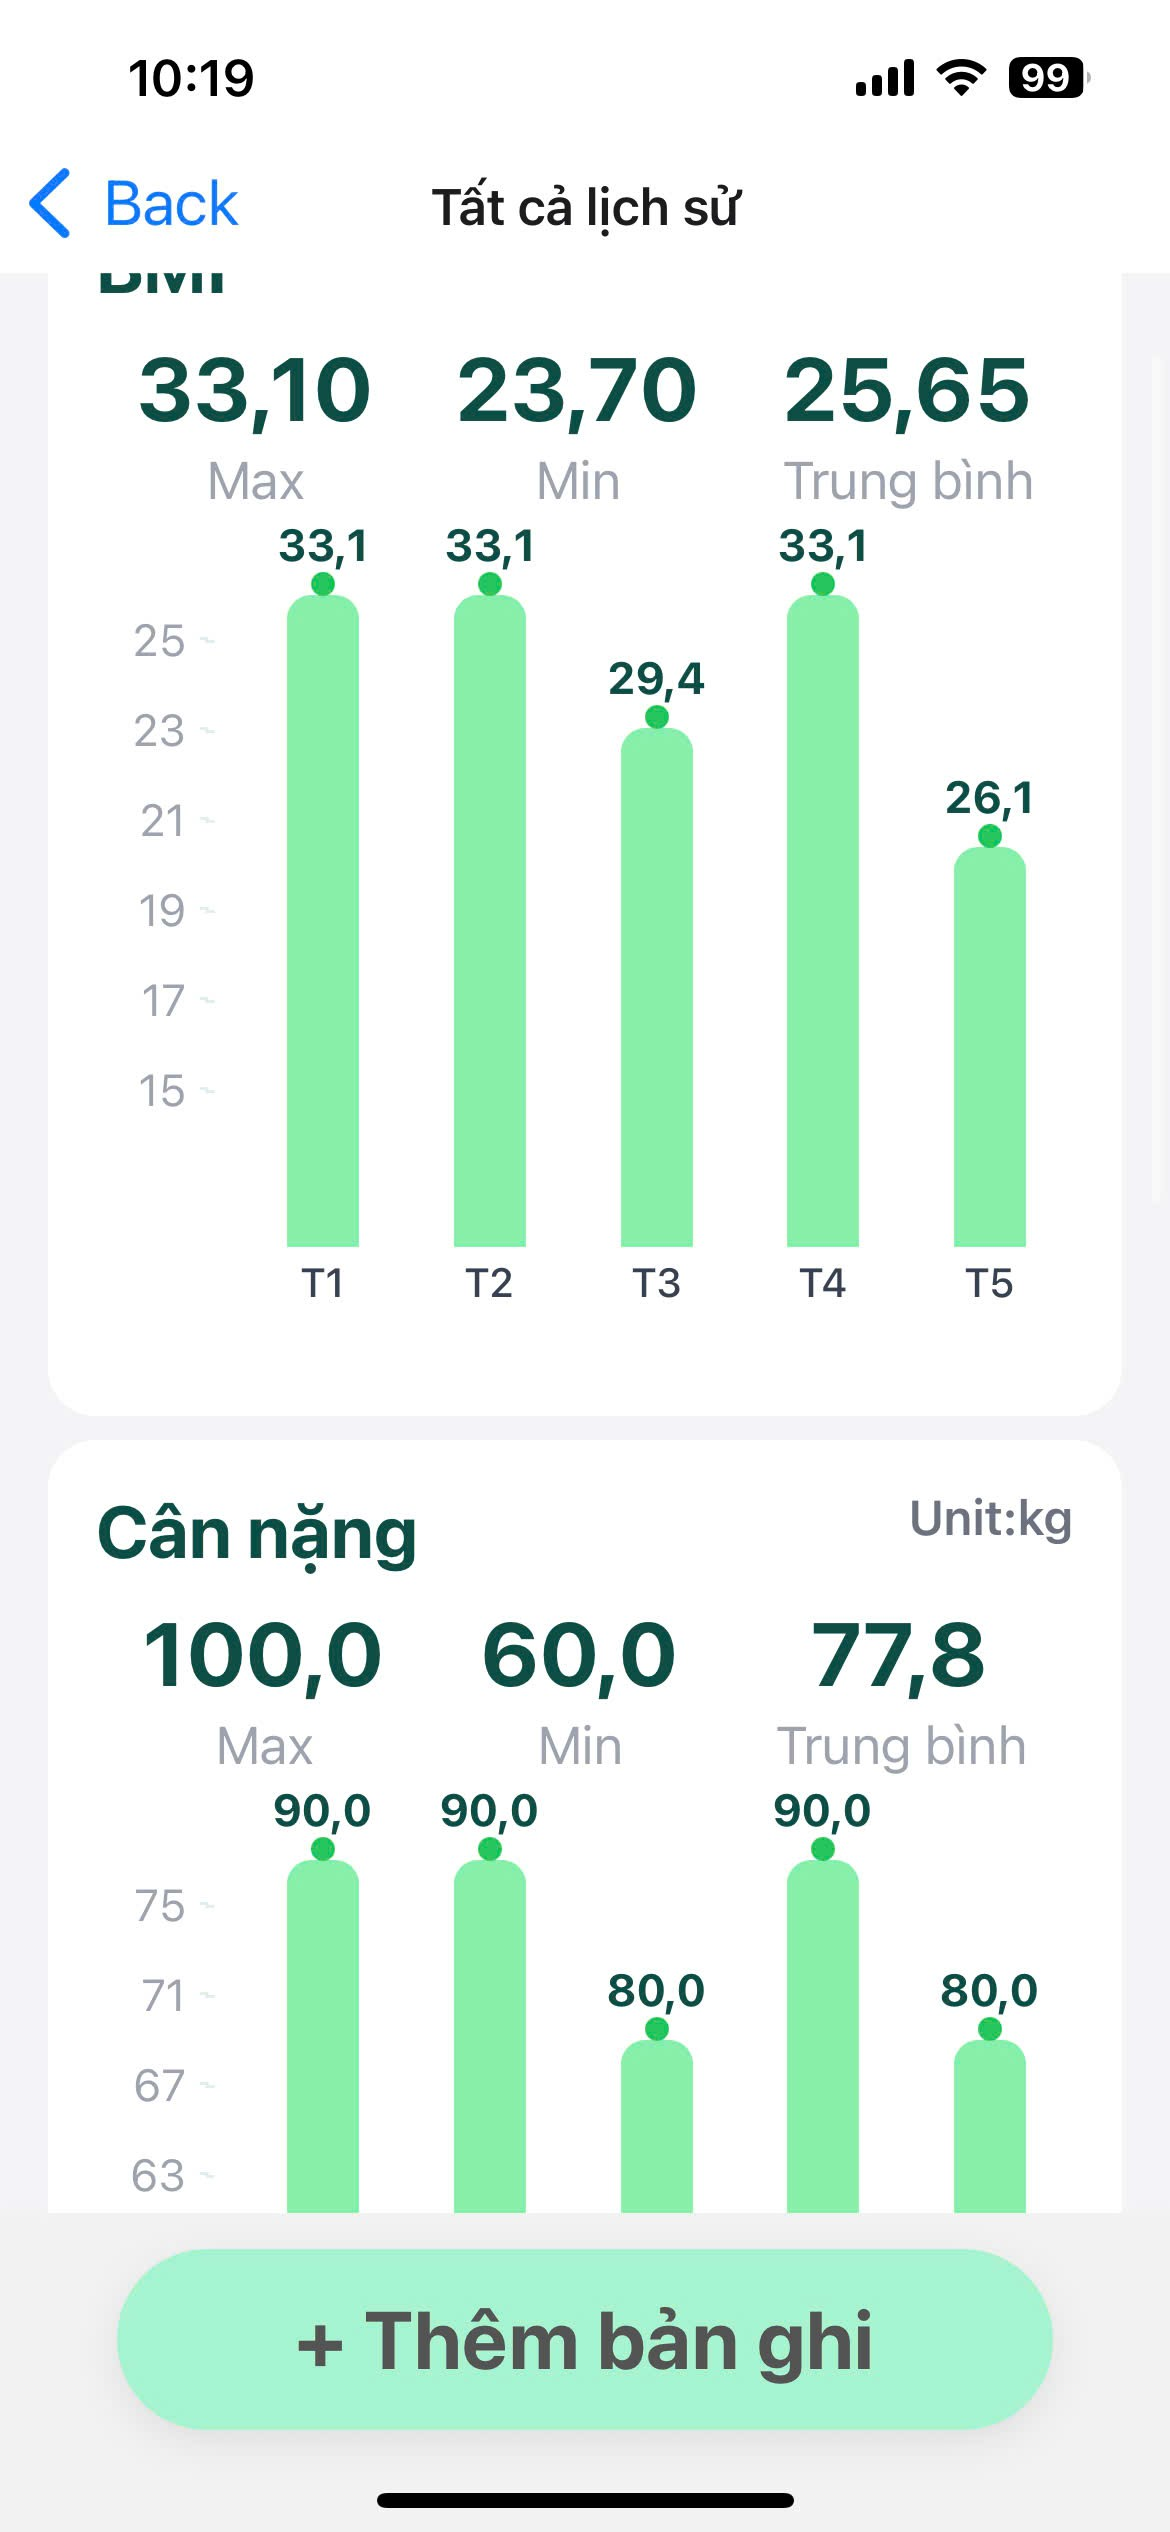 10:19
99
Back
Tất cả lịch sử
BMI
33,10 23,70 25,65
Max Min Trung bình
33,1 33,1 29,4 33,1 26,1
25
23
21
19
17
15
T1 T2 T3 T4 T5
Cân nặng
Unit:kg
100,0 60,0 77,8
Max Min Trung bình
90,0 90,0 80,0 90,0 80,0
75
71
67
63
+ Thêm bản ghi